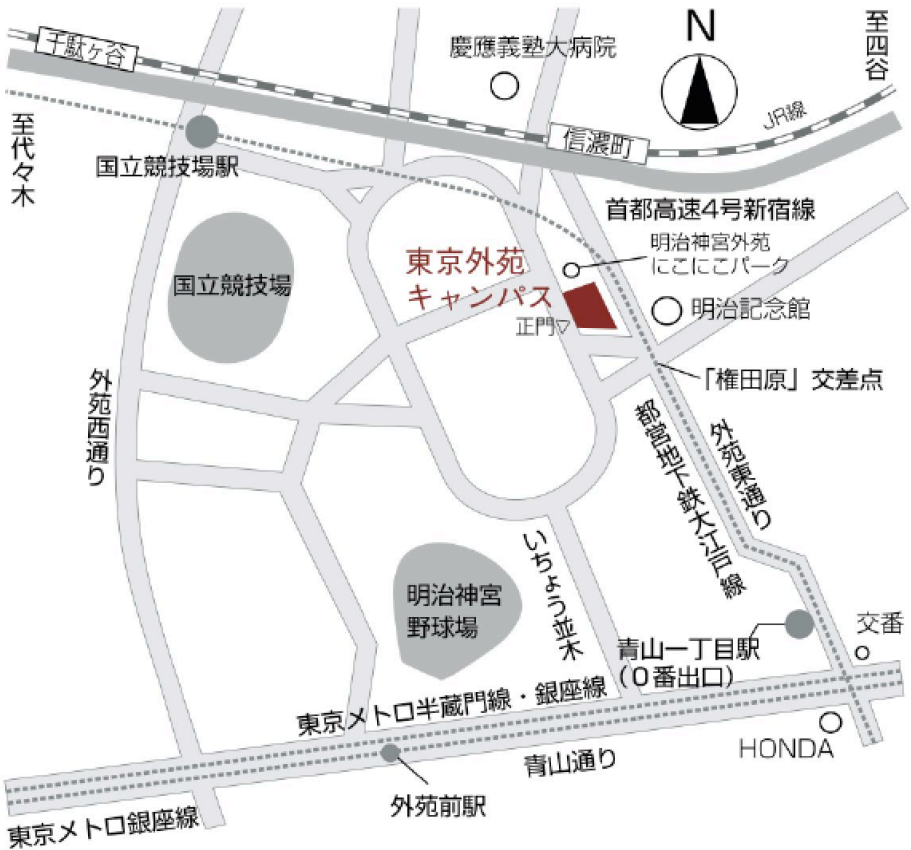 千駄ヶ谷
慶應義塾大病院
N
至四谷
JR線
信濃町
至代々木
国立競技場駅
首都高速4号新宿線
明治神宮外苑
にこにこパーク
東京外苑
キャンパス
国立競技場
正門▽
明治記念館
「権田原」交差点
外苑西通り
都営地下鉄大江戸線
外苑東通り
いちょう並木
明治神宮
野球場
交番
青山一丁目駅
（0番出口）
東京メトロ半蔵門線・銀座線
HONDA
青山通り
外苑前駅
東京メトロ銀座線